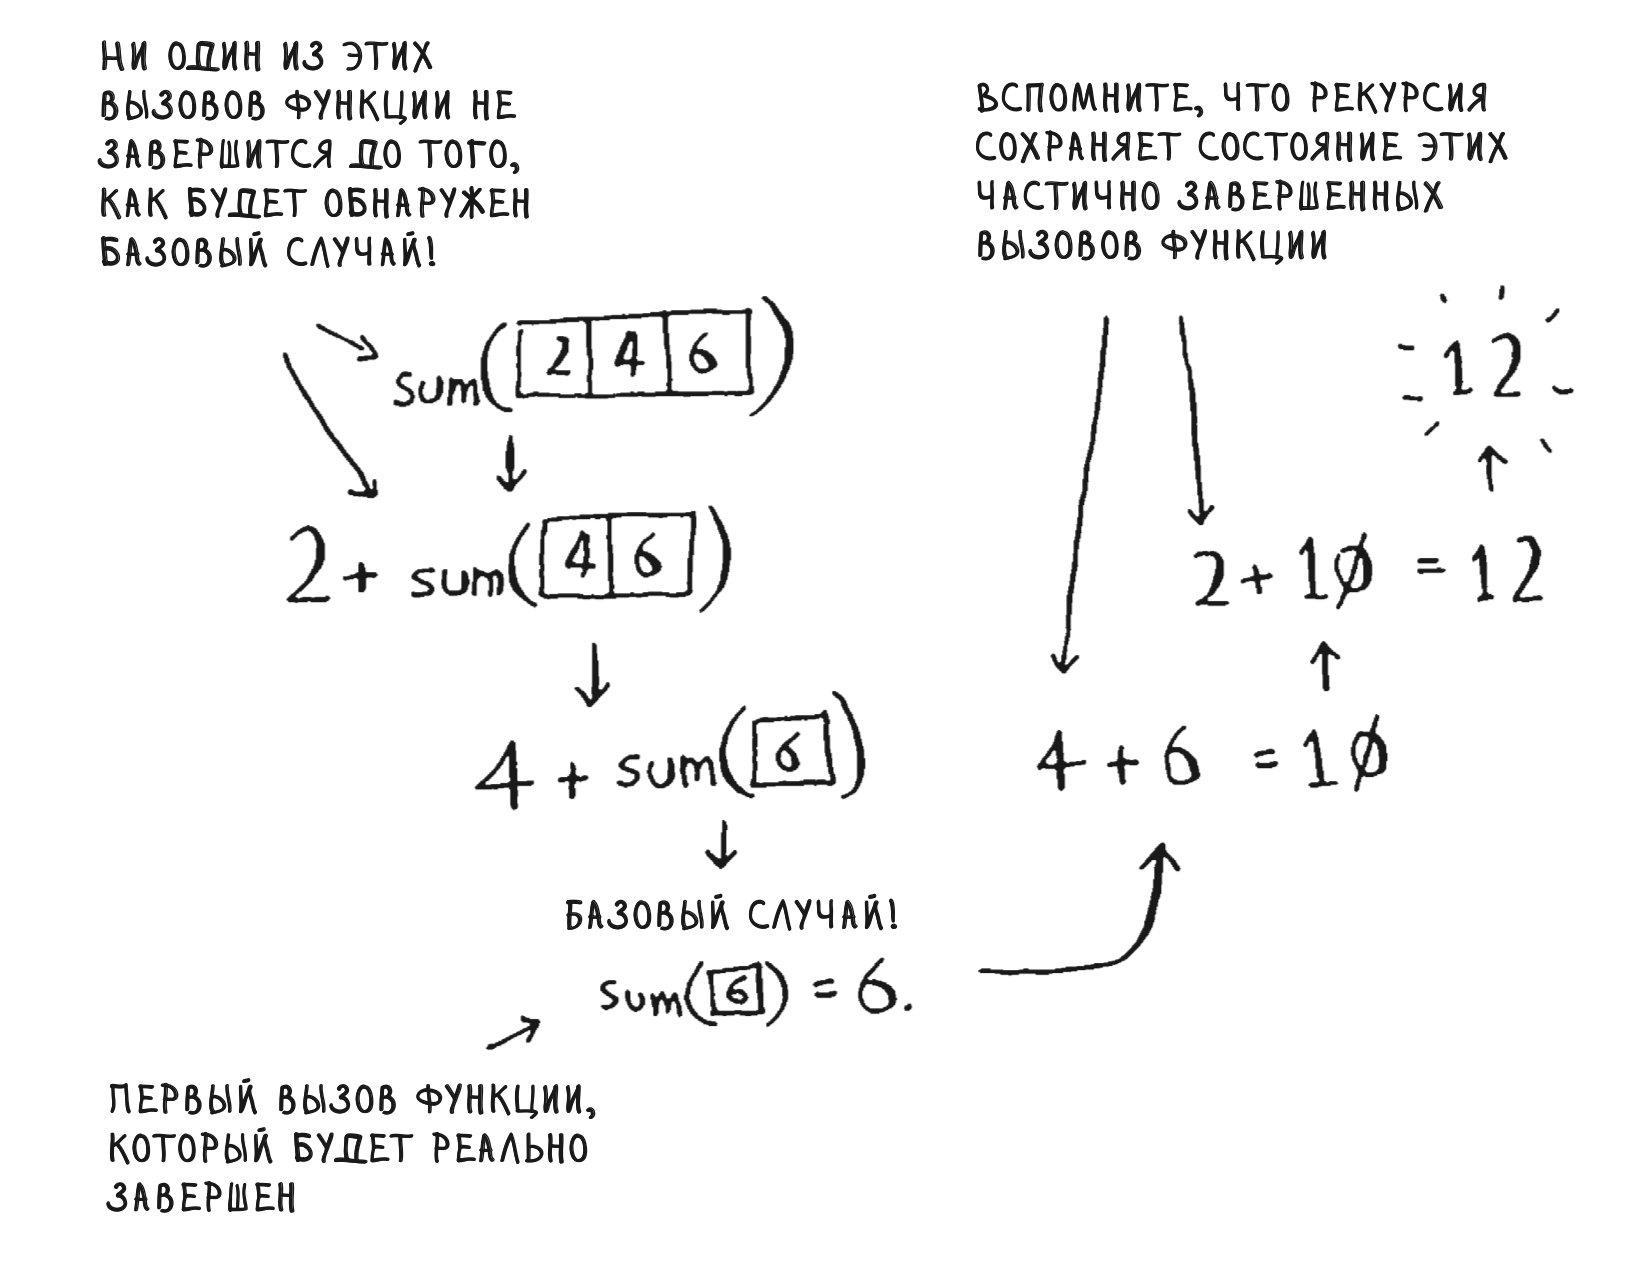 НИ ОДИН ИЗ ЭТИХ
ВЫЗОВОВ ФУНКЦИИ НЕ
ЗАВЕРШИТСЯ ДО ТОГО,
КАК БУДЕТ ОБНАРУЖЕН
БАЗОВЫЙ СЛУЧАЙ!
sum(2 4 6)
2 + sum(4 6)
4 + sum(6)
БАЗОВЫЙ СЛУЧАЙ!
sum(6) = 6.
ПЕРВЫЙ ВЫЗОВ ФУНКЦИИ,
КОТОРЫЙ БУДЕТ РЕАЛЬНО
ЗАВЕРШЕН
ВСПОМНИТЕ, ЧТО РЕКУРСИЯ
СОХРАНЯЕТ СОСТОЯНИЕ ЭТИХ
ЧАСТИЧНО ЗАВЕРШЕННЫХ
ВЫЗОВОВ ФУНКЦИИ
12
2 + 10 = 12
4 + 6 = 10